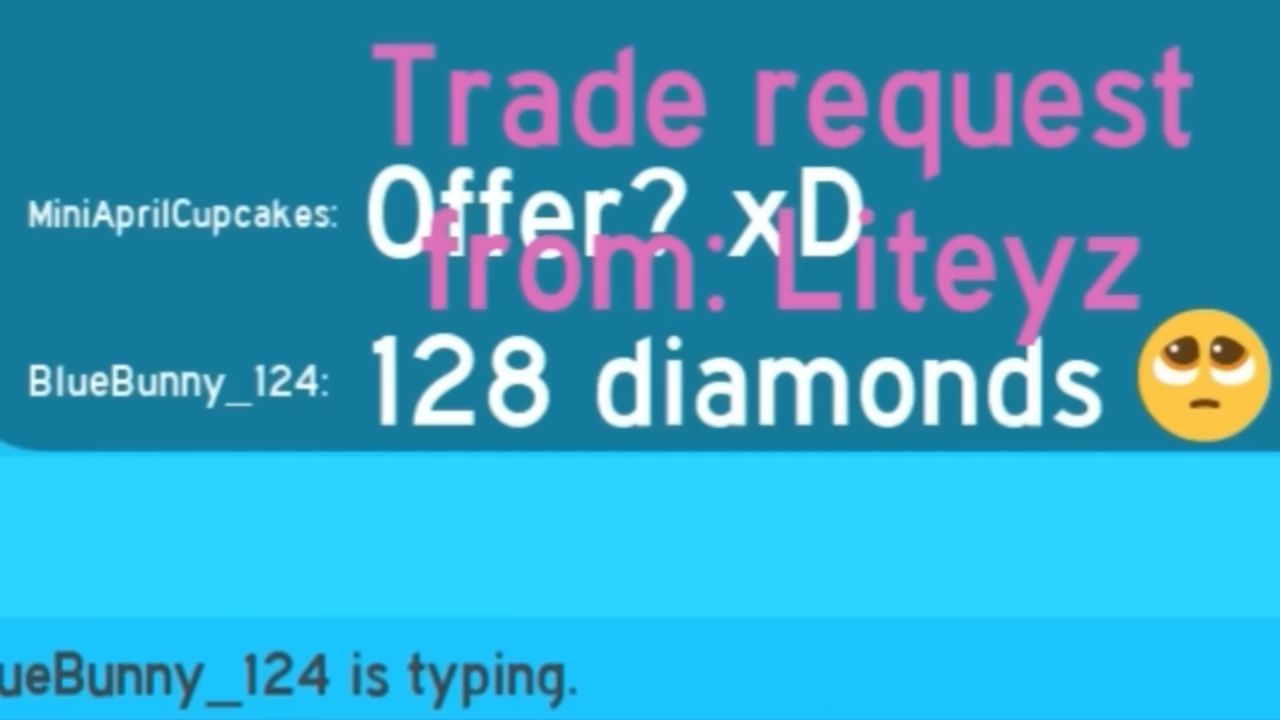 Trade request
MiniAprilCupcakes: Offer? xD
from: Liteyz
BlueBunny_124: 128 diamonds 🥺
ueBunny_124 is typing.